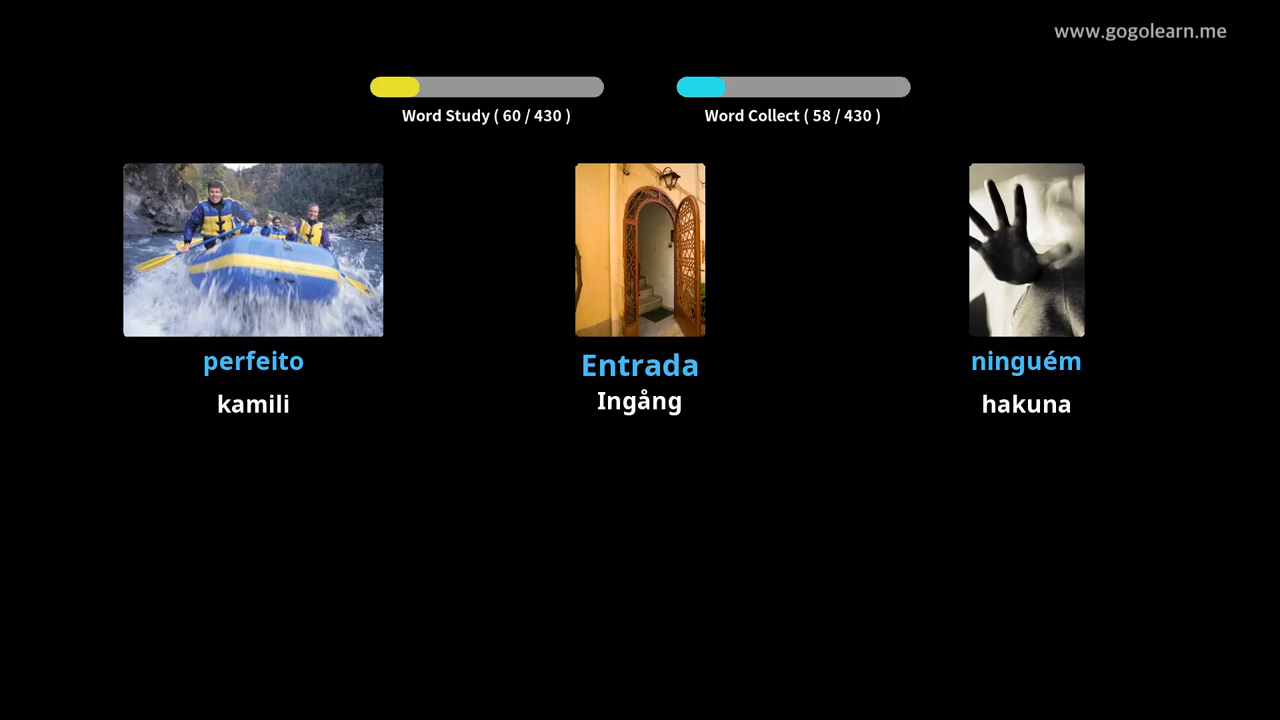 www.gogolearn.me
Word Study ( 60 / 430 )
Word Collect ( 58 / 430 )
perfeito
kamili
Entrada
Ingång
ninguém
hakuna